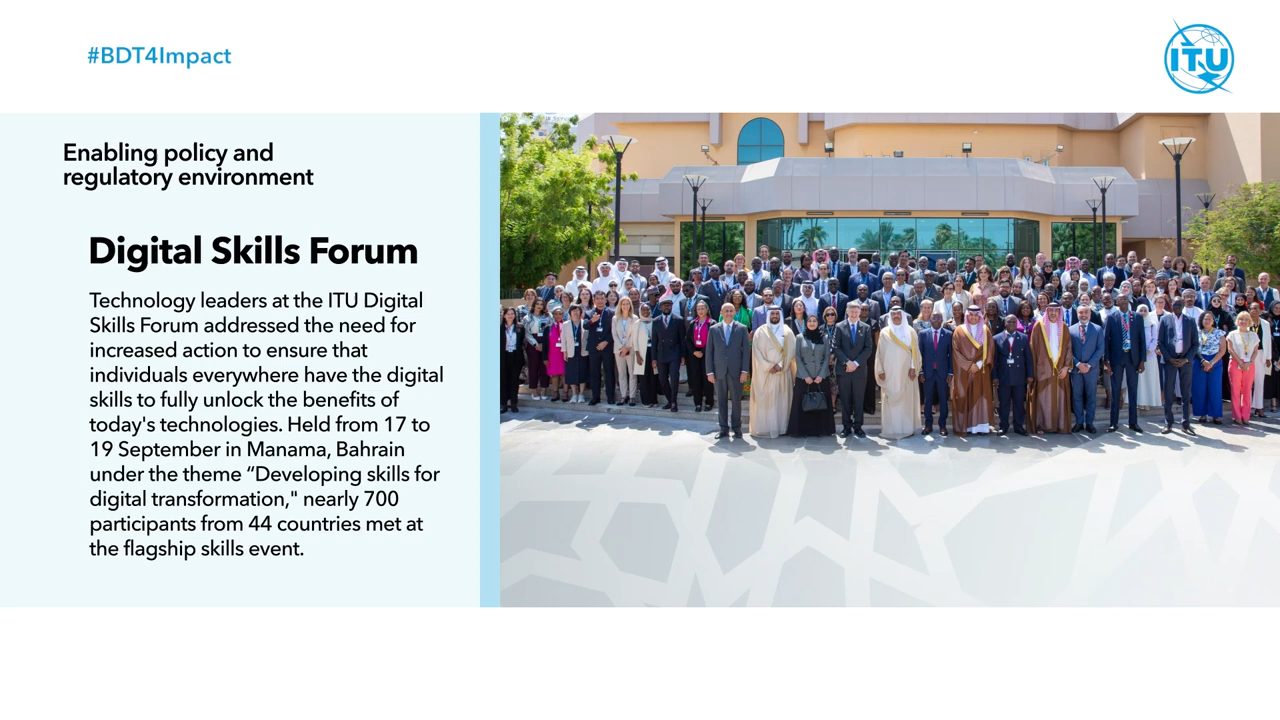 #BDT4Impact
ITU
Enabling policy and
regulatory environment
Digital Skills Forum
Technology leaders at the ITU Digital
Skills Forum addressed the need for
increased action to ensure that
individuals everywhere have the digital
skills to fully unlock the benefits of
today's technologies. Held from 17 to
19 September in Manama, Bahrain
under the theme “Developing skills for
digital transformation," nearly 700
participants from 44 countries met at
the flagship skills event.